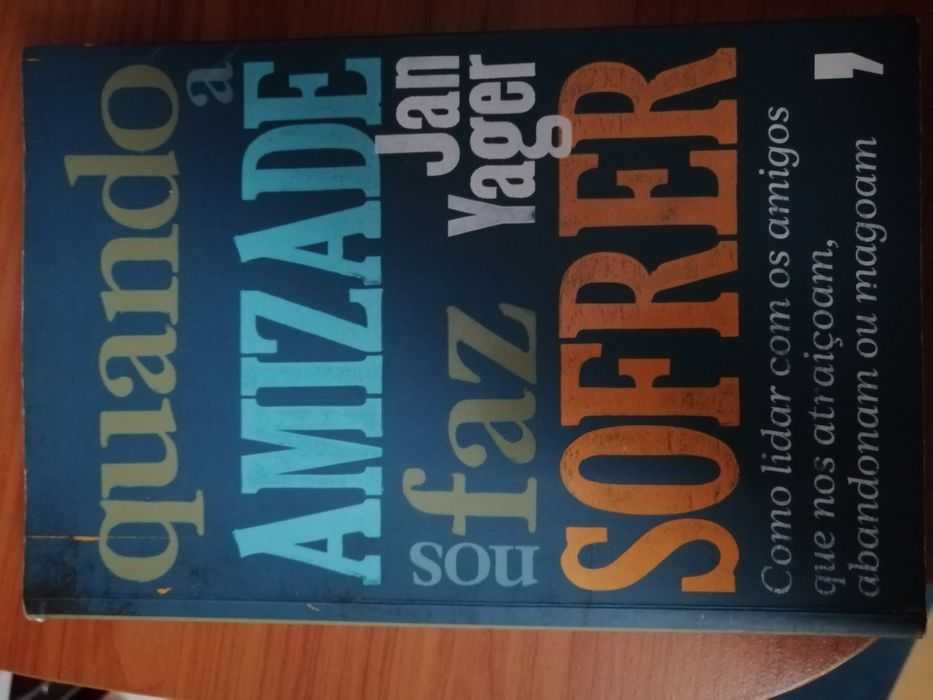 quando
a
AMIZADE
Jan
Yager
nos faz
SOFRER
Como lidar com os amigos
que nos atraiçoam,
abandonam ou magoam